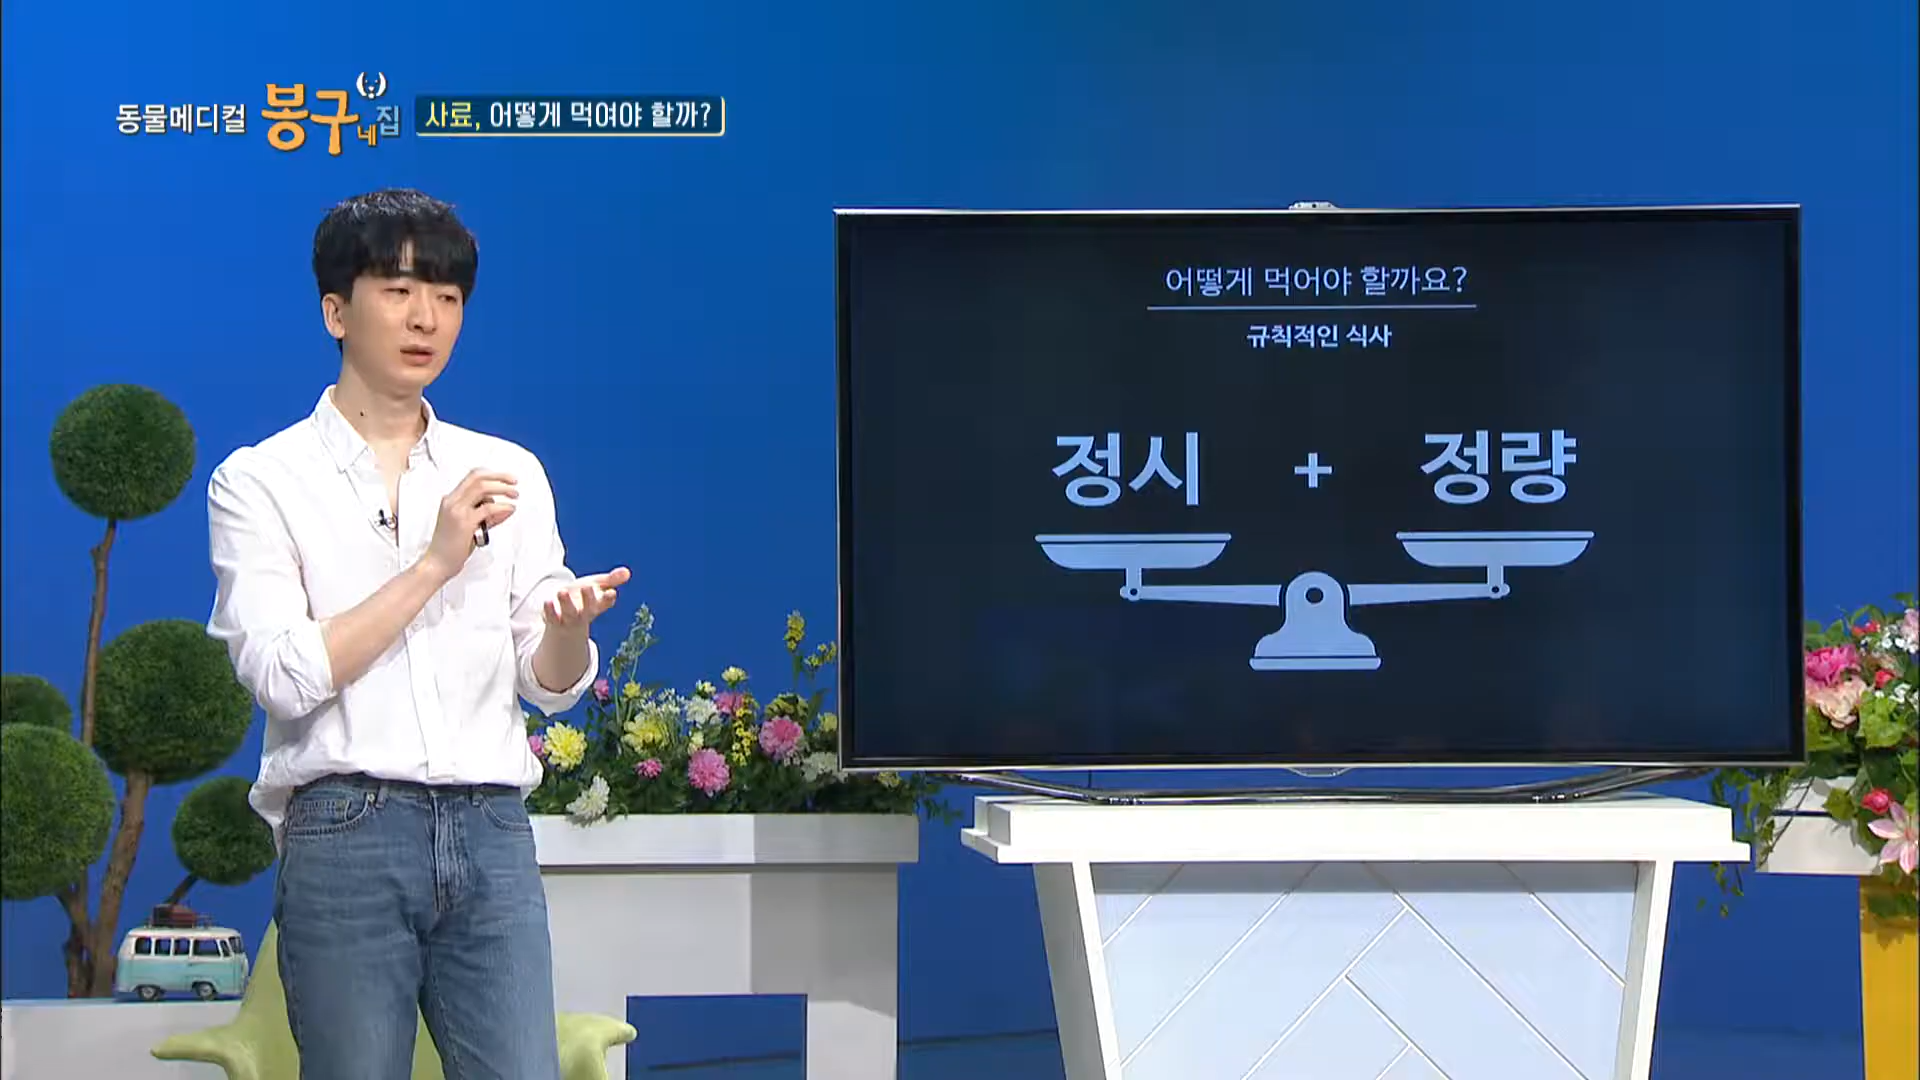 동물메디컬 봉구네집 사료, 어떻게 먹여야 할까?
어떻게 먹어야 할까요?
규칙적인 식사
정시 + 정량